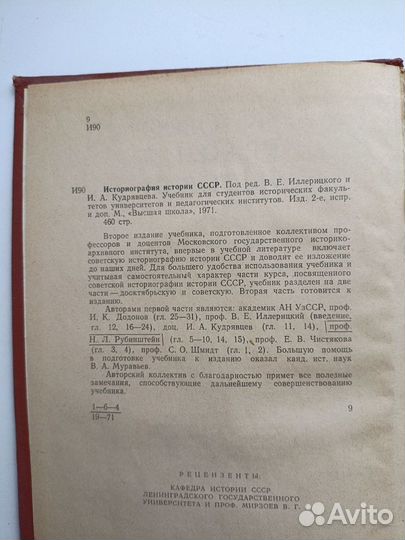 9
И90
И90 Историография истории СССР. Под ред. В. Е. Иллерицкого и
И. А. Кудрявцева. Учебник для студентов исторических факуль-
тетов университетов и педагогических институтов. Изд. 2-е, испр.
и доп. М., «Высшая школа», 1971.
460 стр.
Второе издание учебника, подготовленное коллективом про-
фессоров и доцентов Московского государственного историко-
архивного института, впервые в учебной литературе включает
советскую историографию истории СССР и доводит ее изложение
до наших дней. Для большего удобства использования учебника и
учитывая самостоятельный характер части курса, посвященного
советской историографии истории СССР, учебник разделен на две
части — дооктябрьскую и советскую. Вторая часть готовится к
изданию.
Авторами первой части являются: академик АН УзССР, проф.
И. К. Додонов (гл. 25—31), проф. В. Е. Иллерицкий (введение,
гл. 12, 16—24), доц. И. А. Кудрявцев (гл. 11, 14), проф.
Н. Л. Рубинштейн (гл. 5—10, 14, 15), проф. Е. В. Чистякова
(гл. 3, 4), проф. С. О. Шмидт (гл. 1, 2). Большую помощь
в подготовке учебника к изданию оказал канд. ист. наук
В. А. Муравьев.
Авторский коллектив с благодарностью примет все полезные
замечания, способствующие дальнейшему совершенствованию
учебника.
1—6—4
19—71
9
РЕЦЕНЗЕНТЫ:
КАФЕДРА ИСТОРИИ СССР
ЛЕНИНГРАДСКОГО ГОСУДАРСТВЕННОГО
УНИВЕРСИТЕТА И ПРОФ. МИРЗОЕВ В. Г.
Avito